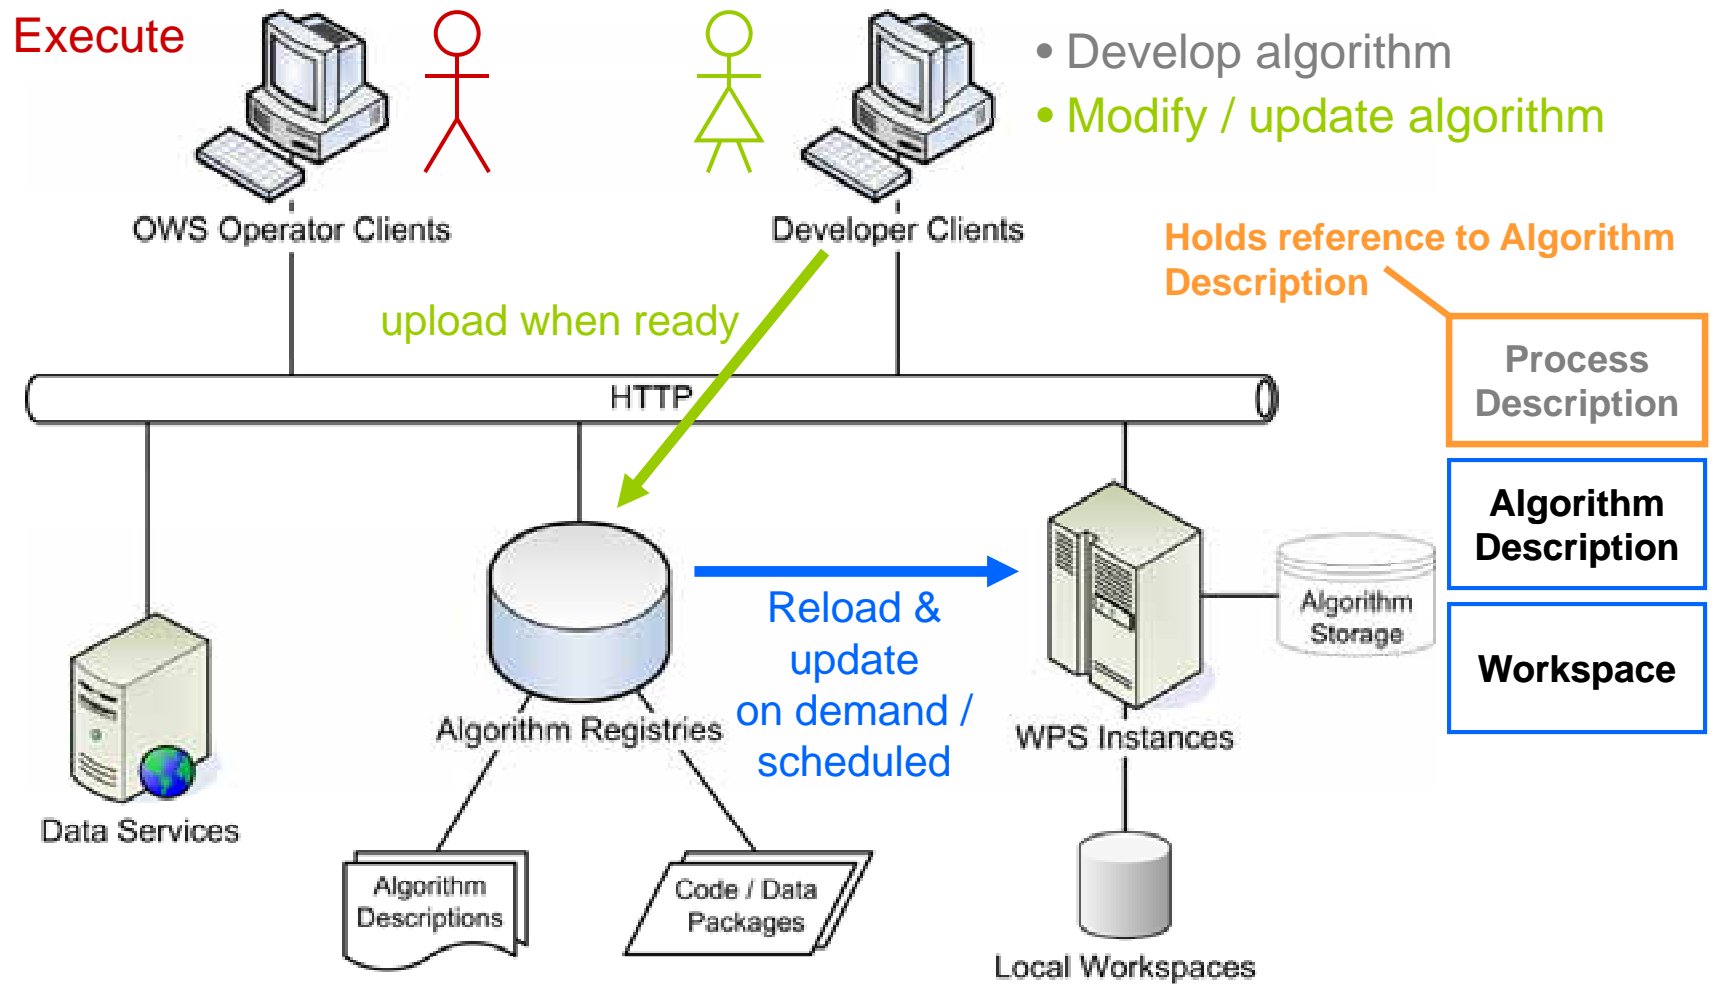 Execute
• Develop algorithm
• Modify / update algorithm
OWS Operator Clients
Developer Clients
Holds reference to Algorithm
Description
upload when ready
Process
Description
HTTP
Algorithm
Description
Reload &
update
on demand /
scheduled
Algorithm
Storage
Workspace
Algorithm Registries
WPS Instances
Data Services
Algorithm
Descriptions
Code / Data
Packages
Local Workspaces